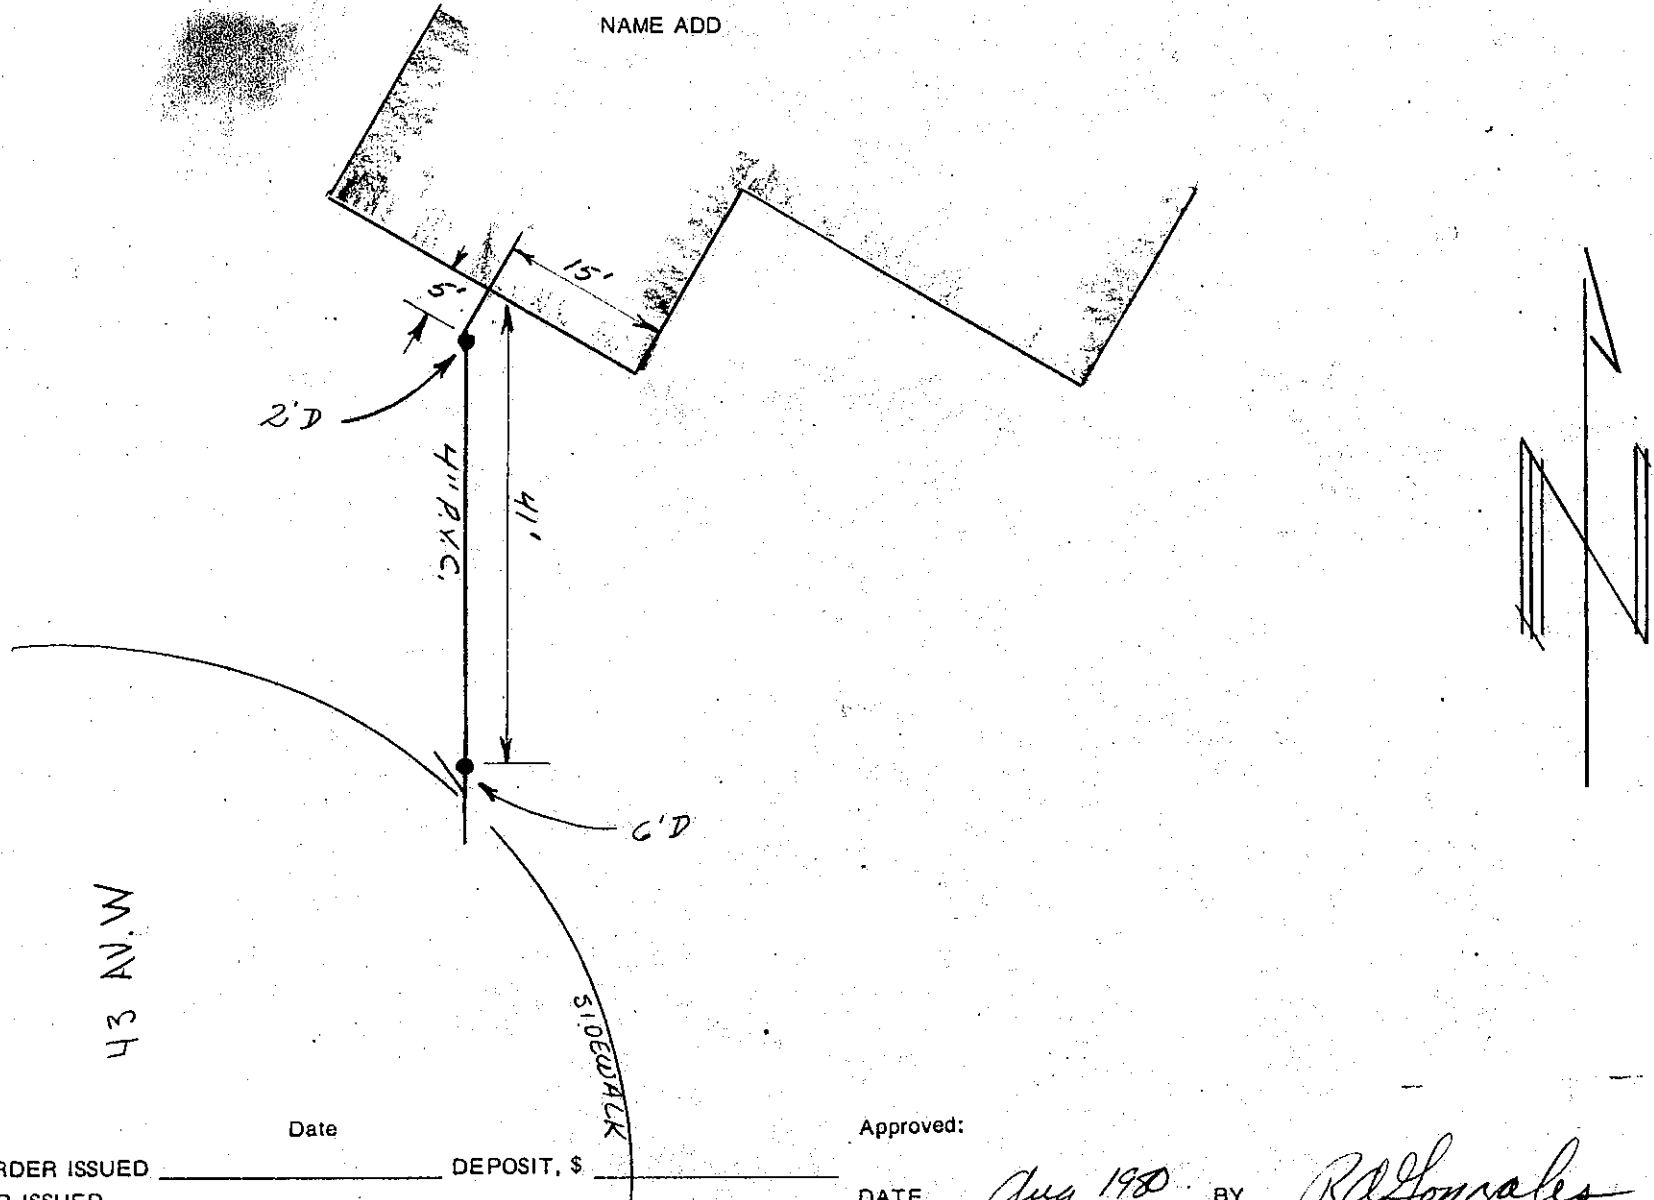 NAME ADD
15'
5'
2'D
4" P.V.C.
41'
N
6'D
43 AV. W
SIDEWALK
Date
Approved:
RDER ISSUED DEPOSIT, $
DATE Aug 1980 BY